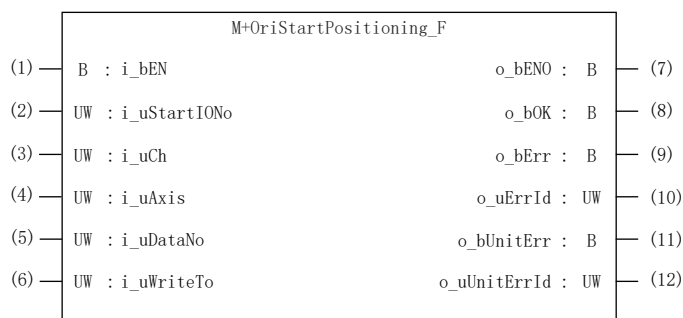 M+OriStartPositioning_F
(1) B : i_bEN o_bENO : B (7)
(2) UW : i_uStartIONo o_bOK : B (8)
(3) UW : i_uCh o_bErr : B (9)
(4) UW : i_uAxis o_uErrId : UW (10)
(5) UW : i_uDataNo o_bUnitErr : B (11)
(6) UW : i_uWriteTo o_uUnitErrId : UW (12)